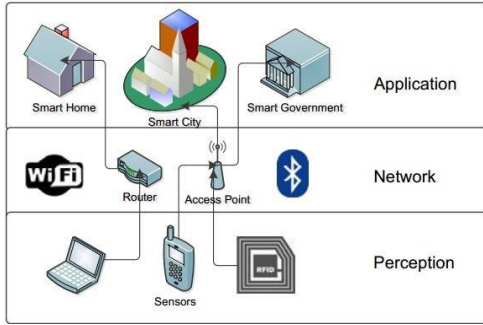 Smart Home
Smart City
Smart Government
Application
WiFi
Router
Access Point
Network
Sensors
RFID
Perception